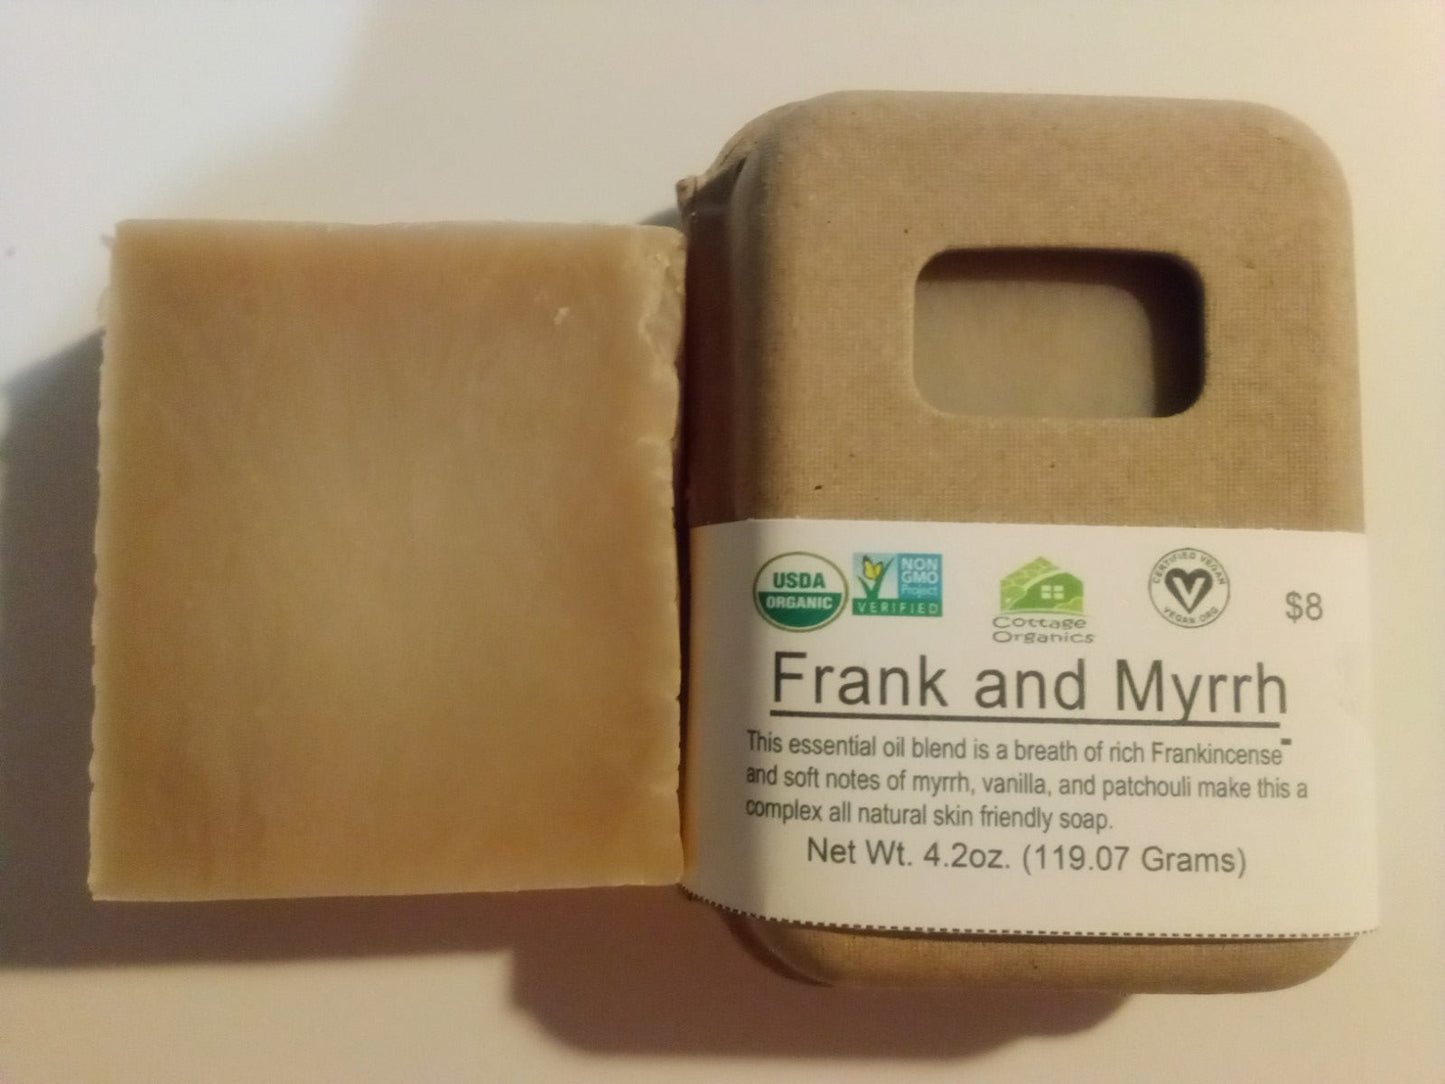 USDA
ORGANIC
NON
GMO
Project
VERIFIED
Cottage
Organics
CERTIFIED VEGAN
VEGAN.ORG
$8
Frank and Myrrh
This essential oil blend is a breath of rich Frankincense
and soft notes of myrrh, vanilla, and patchouli make this a
complex all natural skin friendly soap.
Net Wt. 4.2oz. (119.07 Grams)